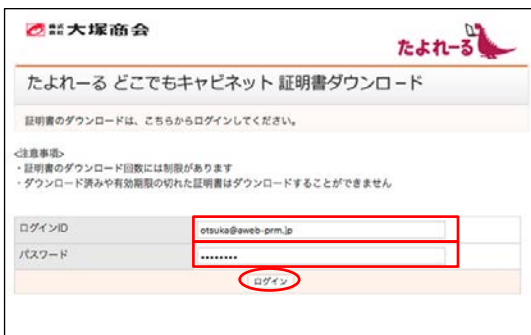 株式会社 大塚商会
たよれーる
たよれーる どこでもキャビネット 証明書ダウンロード
証明書のダウンロードは、こちらからログインしてください。
<注意事項>
・証明書のダウンロード回数には制限があります
・ダウンロード済みや有効期限の切れた証明書はダウンロードすることができません
ログインID otsuka@aweb-prm.jp
パスワード ••••••••
ログイン